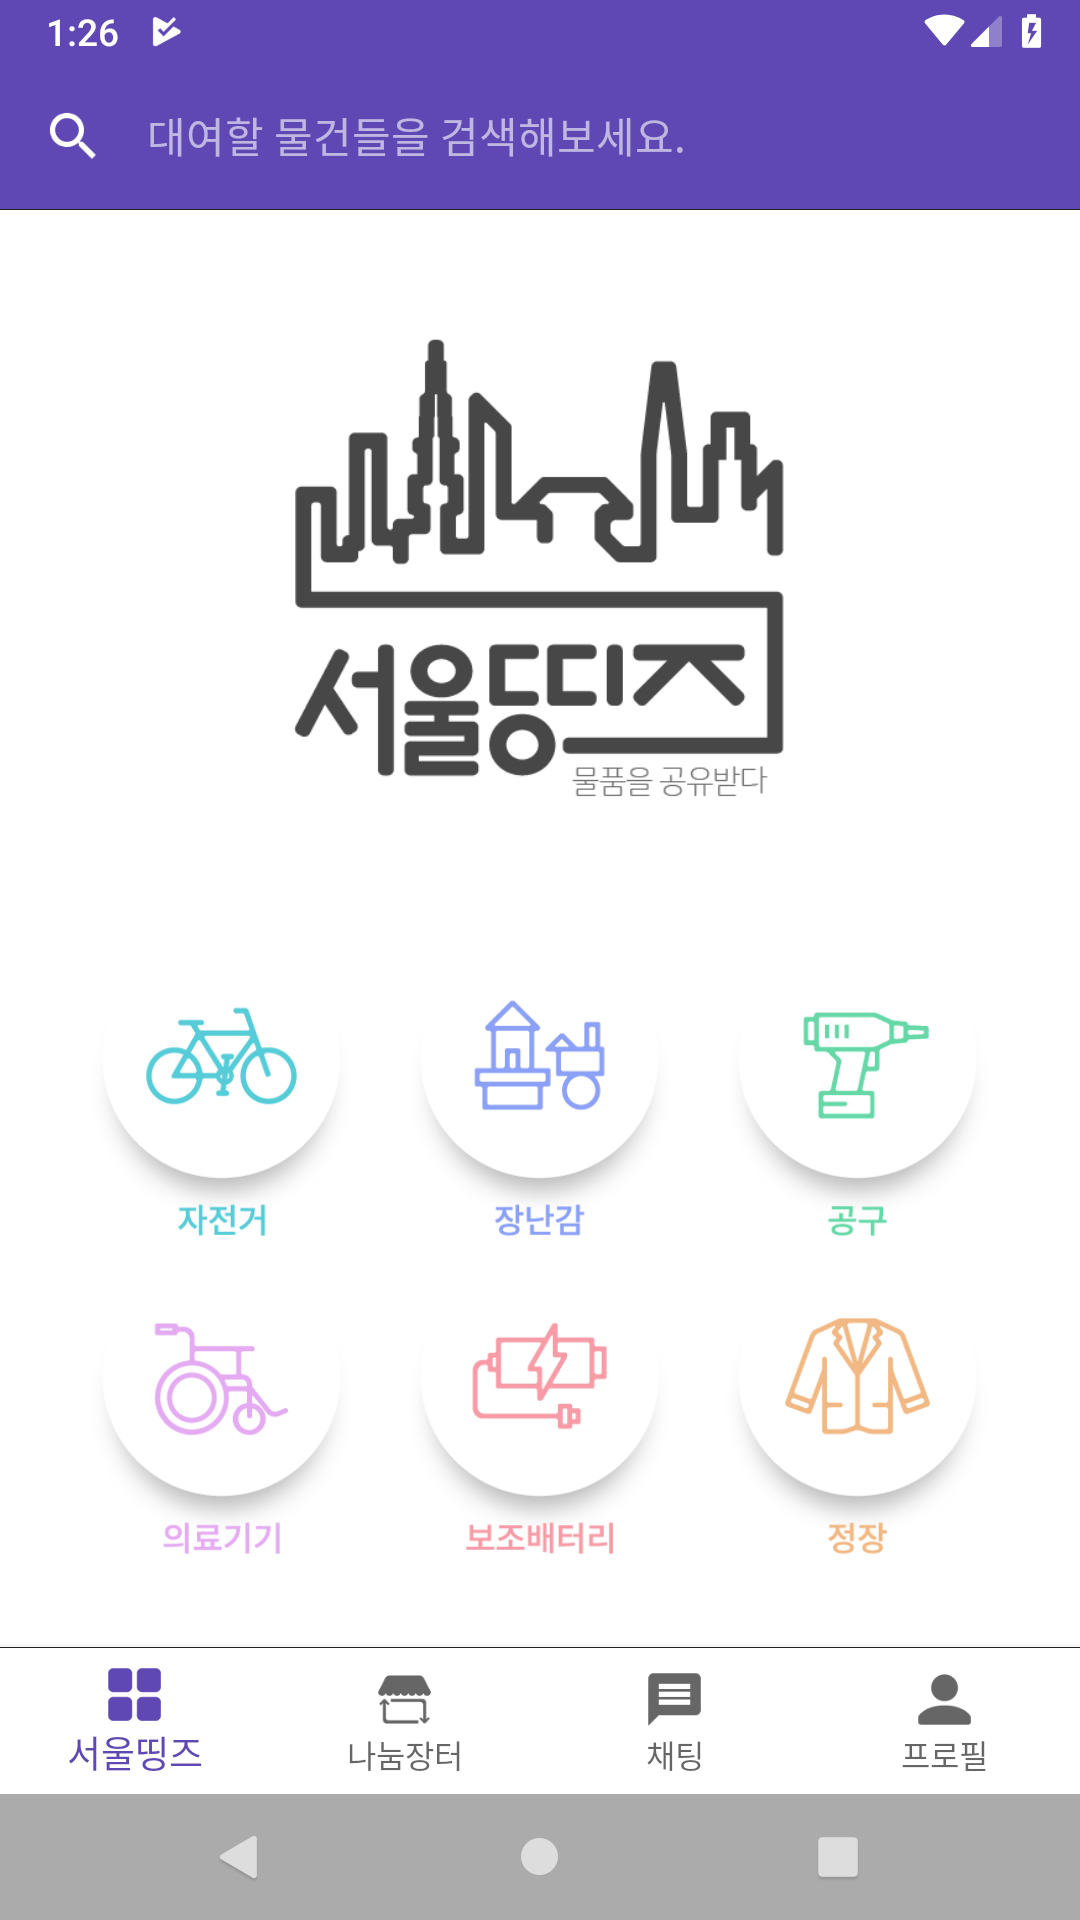 1:26
대여할 물건들을 검색해보세요.
서울띵즈
물품을 공유받다
자전거
장난감
공구
의료기기
보조배터리
정장
서울띵즈
나눔장터
채팅
프로필